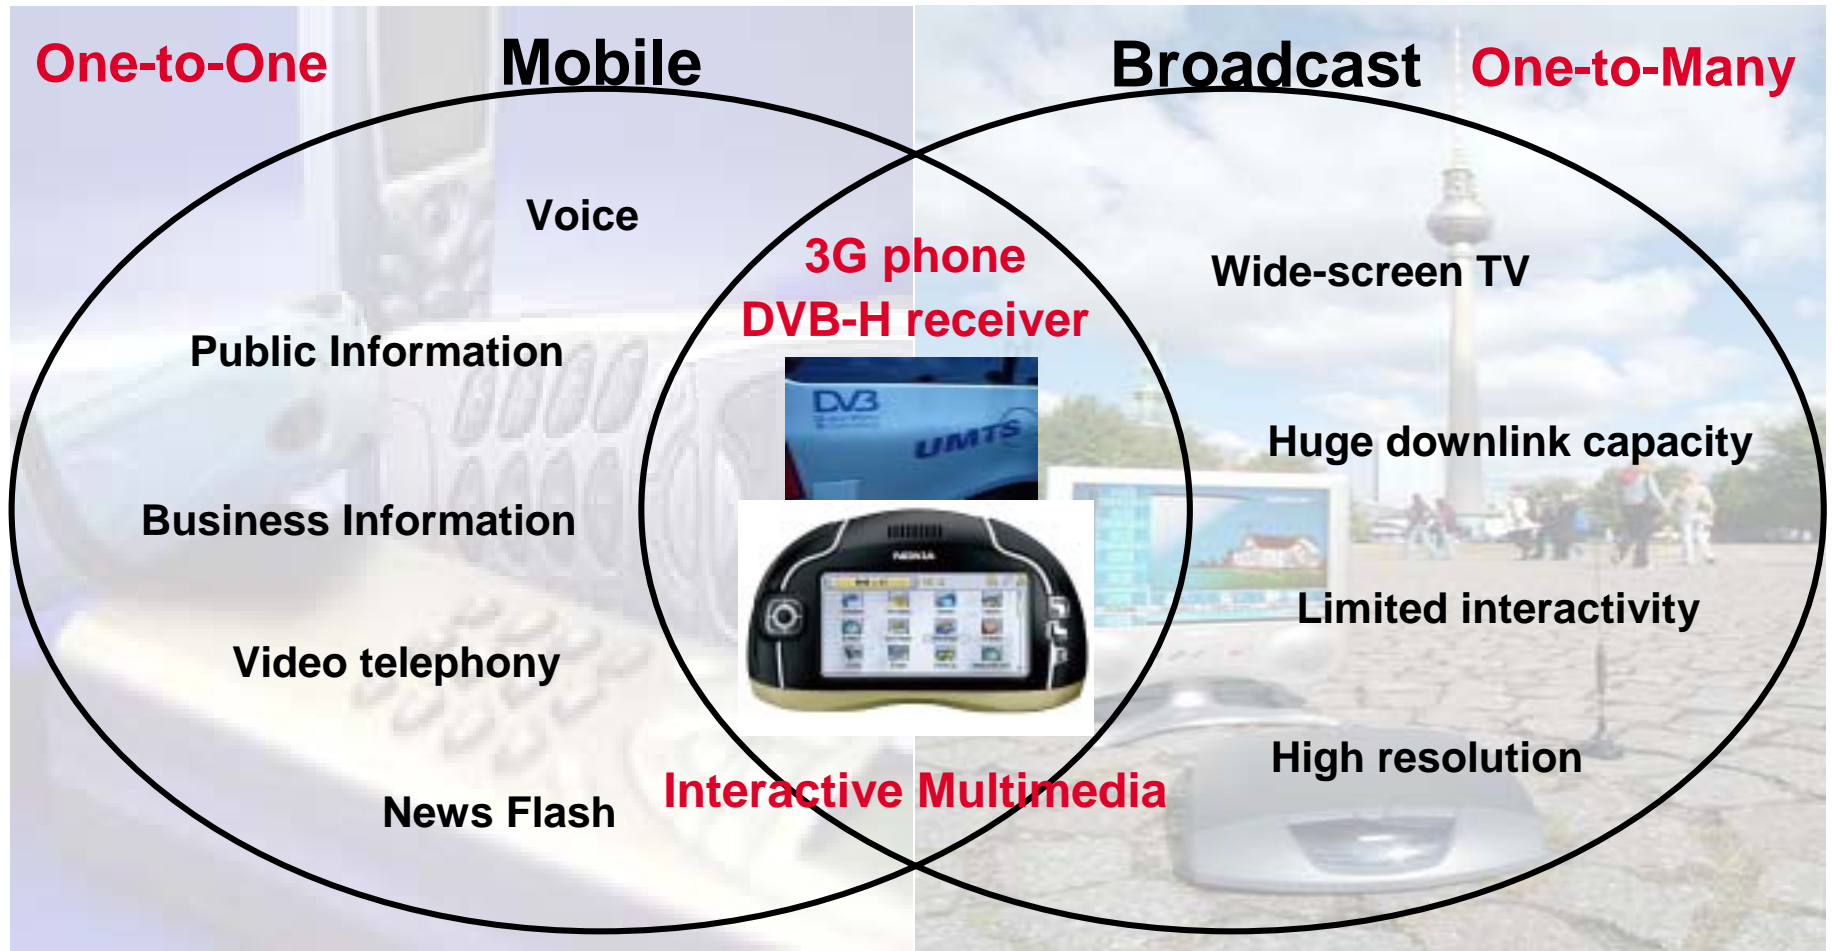 One-to-One
Mobile
Broadcast
One-to-Many
Voice
3G phone
DVB-H receiver
Wide-screen TV
Public Information
DVB
UMTS
Huge downlink capacity
Business Information
NOKIA
Limited interactivity
Video telephony
High resolution
Interactive Multimedia
News Flash